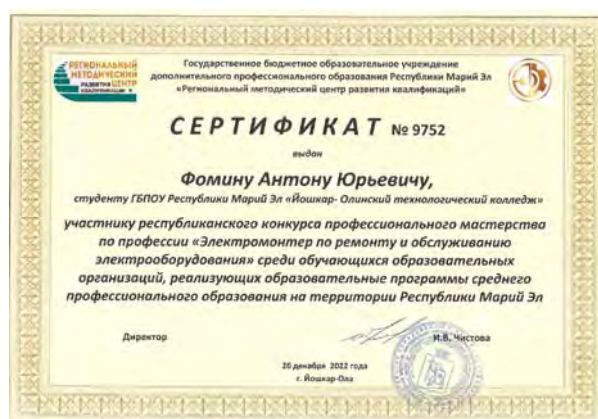 РЕГИОНАЛЬНЫЙ
МЕТОДИЧЕСКИЙ
ЦЕНТР
РАЗВИТИЯ
КВАЛИФИКАЦИЙ
Государственное бюджетное образовательное учреждение
дополнительного профессионального образования Республики Марий Эл
«Региональный методический центр развития квалификаций»
СЕРТИФИКАТ № 9752
выдан
Фомину Антону Юрьевичу,
студенту ГБПОУ Республики Марий Эл «Йошкар- Олинский технологический колледж»
участнику республиканского конкурса профессионального мастерства
по профессии «Электромонтер по ремонту и обслуживанию
электрооборудования» среди обучающихся образовательных
организаций, реализующих образовательные программы среднего
профессионального образования на территории Республики Марий Эл
Директор И.В. Чистова
20 декабря 2022 года
г. Йошкар-Ола